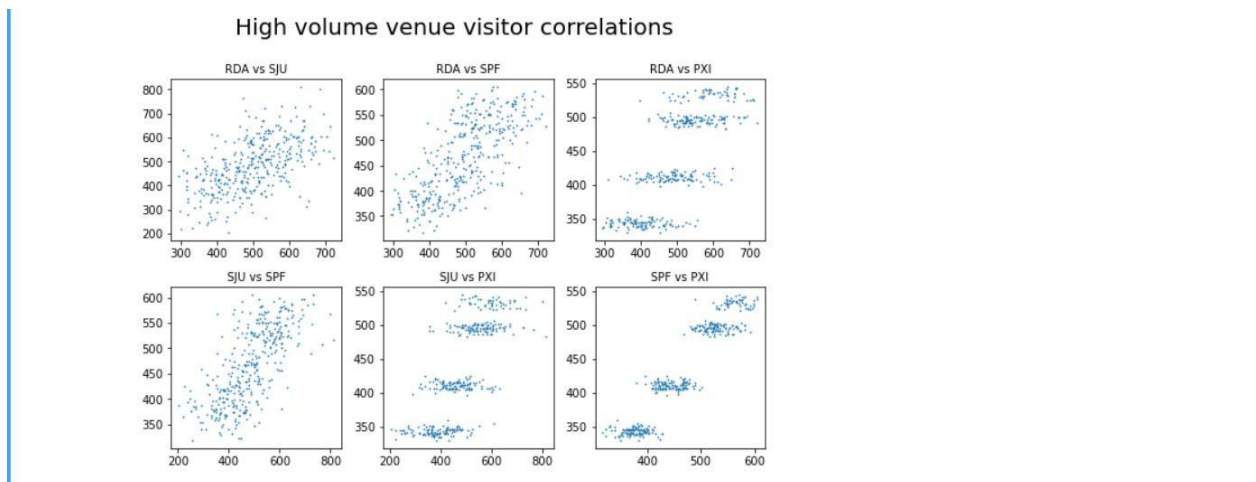 High volume venue visitor correlations
RDA vs SJU
RDA vs SPF
RDA vs PXI
800
700
600
500
400
300
200
300 400 500 600 700
600
550
500
450
400
350
300 400 500 600 700
550
500
450
400
350
300 400 500 600 700
SJU vs SPF
SJU vs PXI
SPF vs PXI
600
550
500
450
400
350
200 400 600 800
550
500
450
400
350
200 400 600 800
550
500
450
400
350
400 500 600